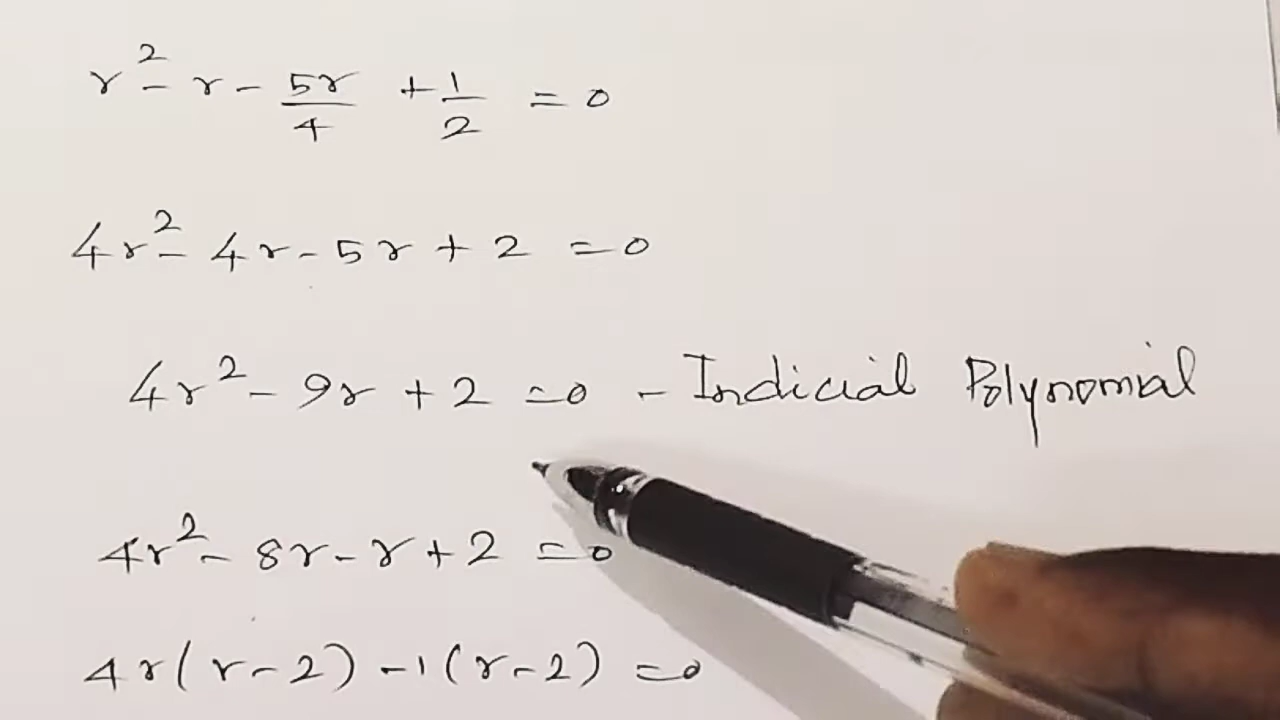 r² - r - 5r/4 + 1/2 = 0
4r² - 4r - 5r + 2 = 0
4r² - 9r + 2 = 0 - Indicial Polynomial
4r² - 8r - r + 2 = 0
4r(r-2) -1(r-2) = 0